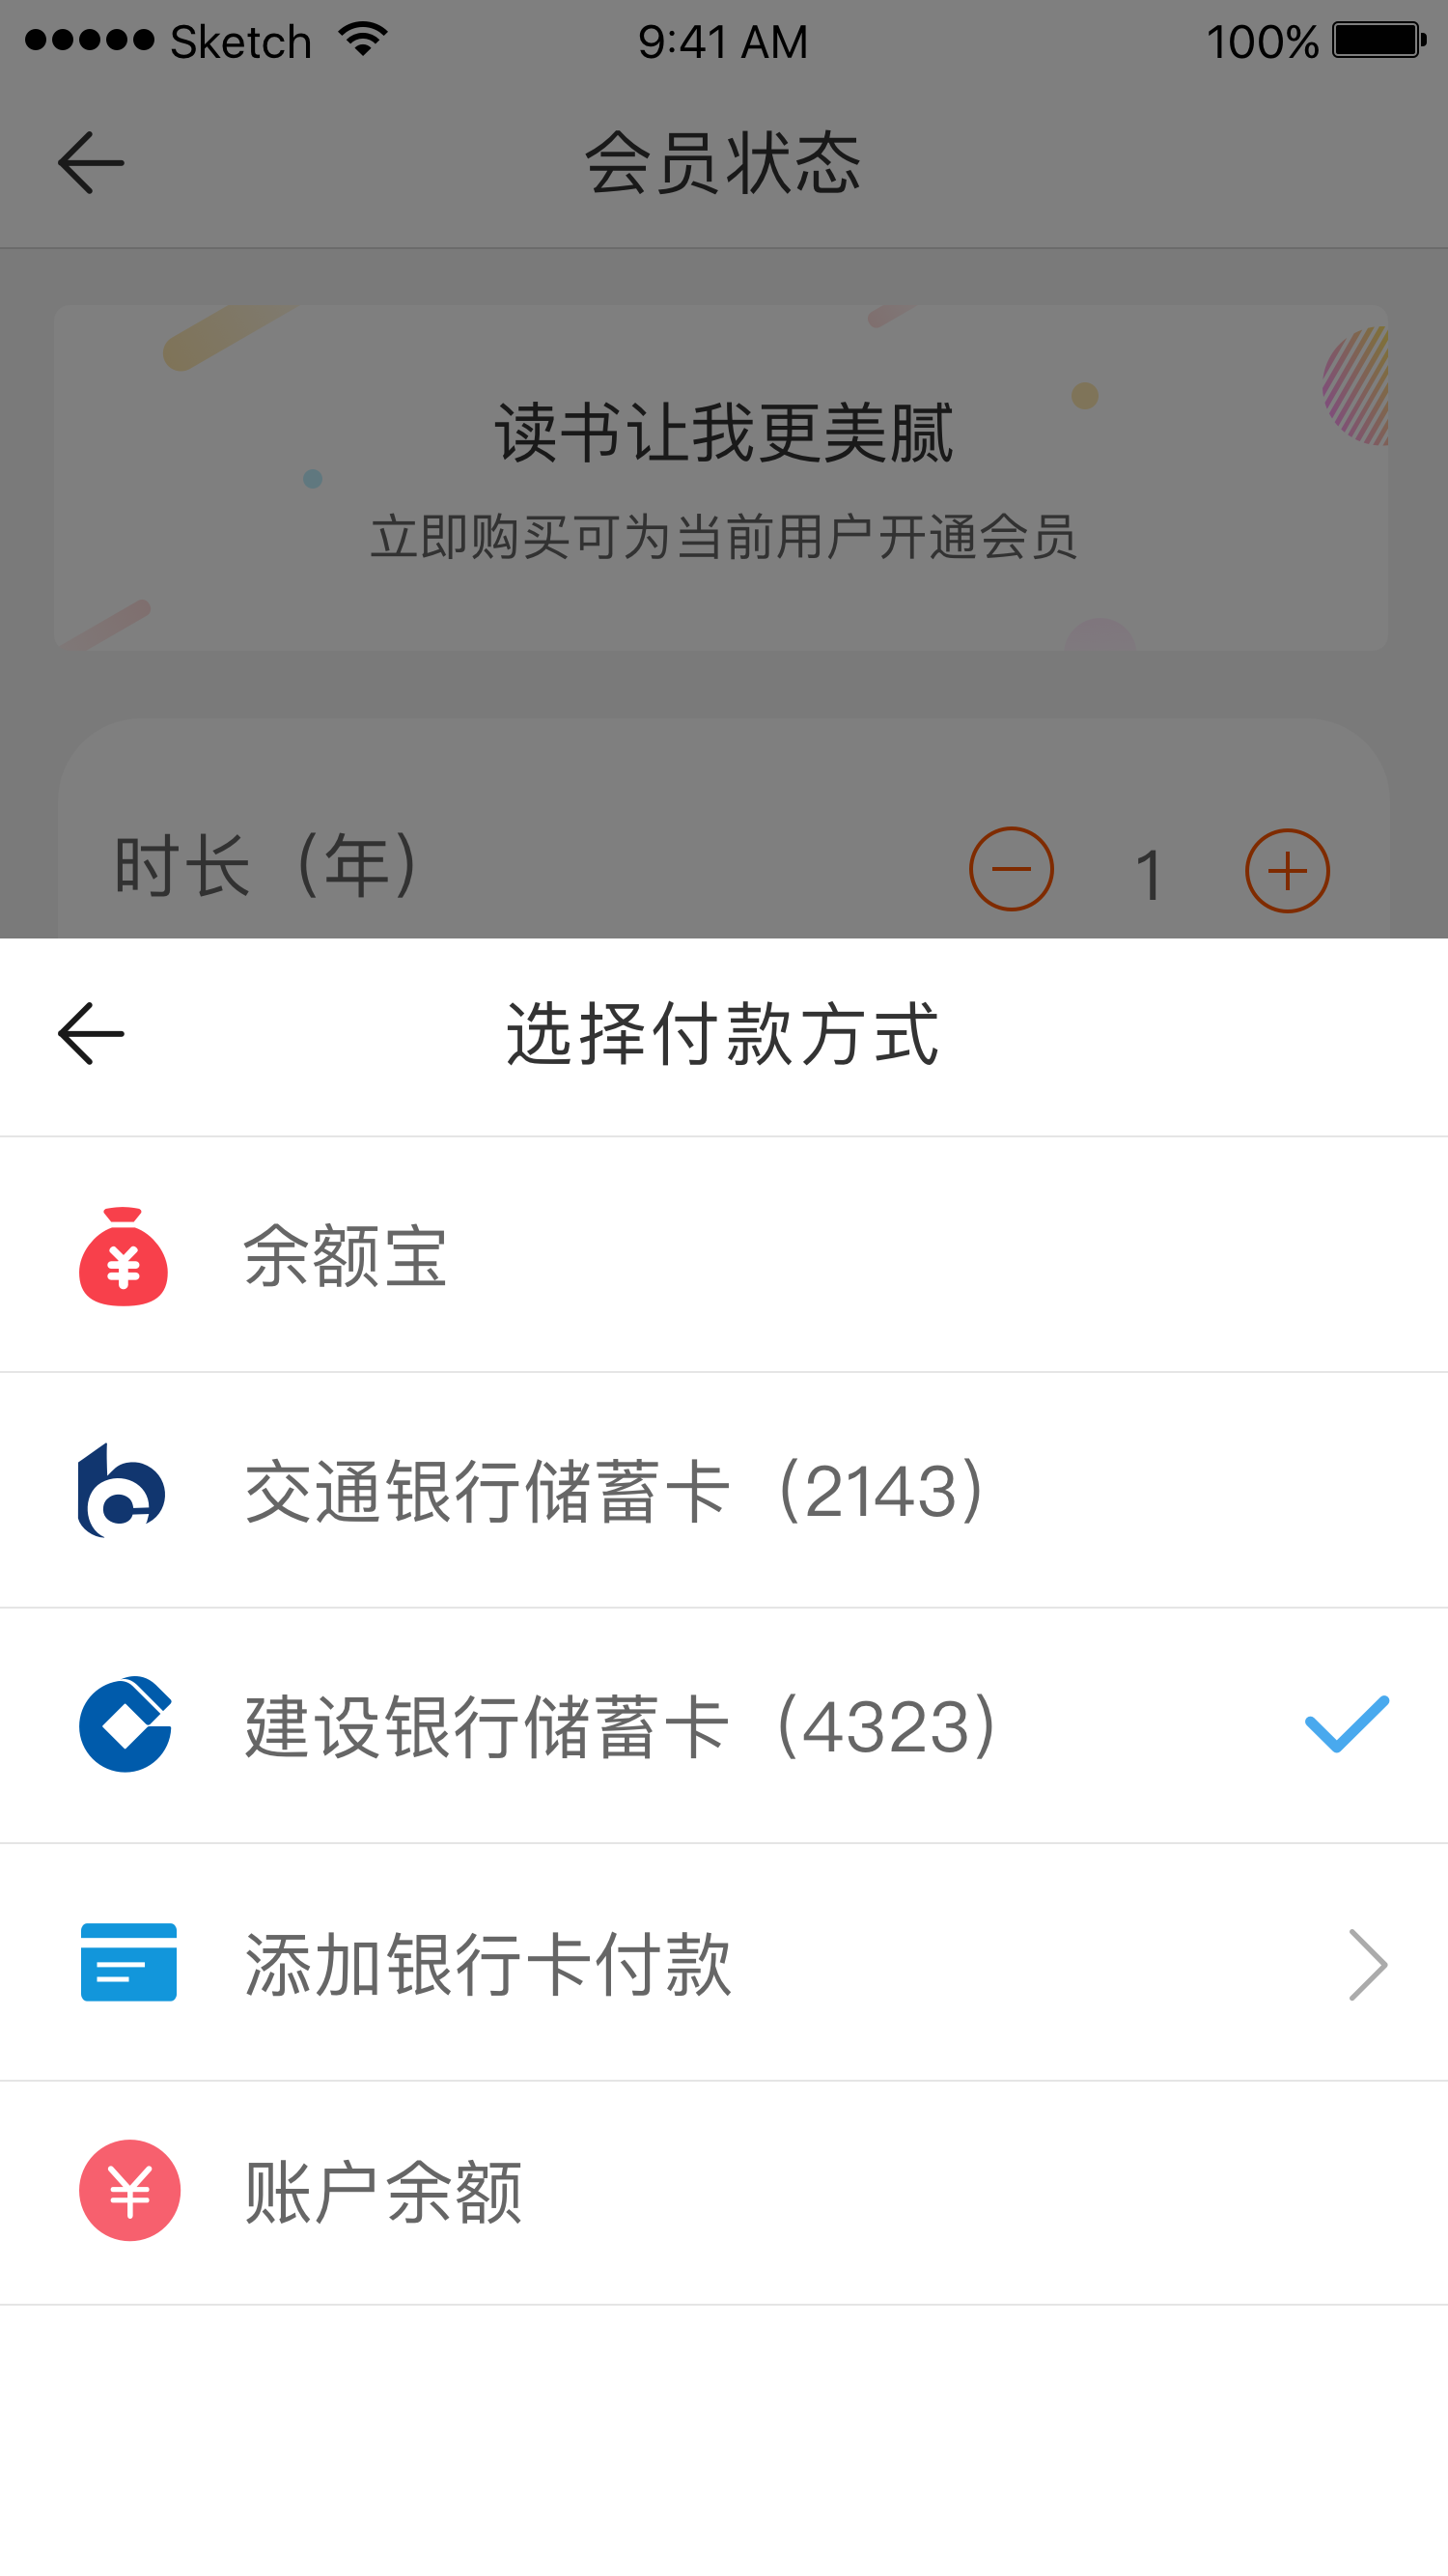 Sketch 9:41 AM 100%
会员状态
读书让我更美腻
立即购买可为当前用户开通会员
时长（年） 1
选择付款方式
余额宝
交通银行储蓄卡（2143）
建设银行储蓄卡（4323）
添加银行卡付款
账户余额